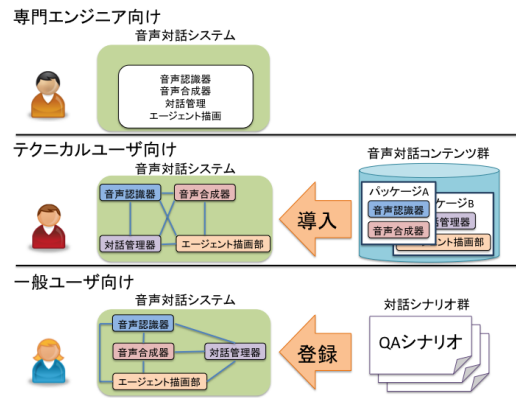 専門エンジニア向け
音声対話システム
音声認識器
音声合成器
対話管理
エージェント描画
テクニカルユーザ向け
音声対話システム
音声対話コンテンツ群
音声認識器
音声合成器
対話管理器
エージェント描画部
導入
パッケージA
音声認識器
音声合成器
ケージB
管理器
エージェント描画部
一般ユーザ向け
音声対話システム
対話シナリオ群
音声認識器
音声合成器
対話管理器
エージェント描画部
登録
QAシナリオ